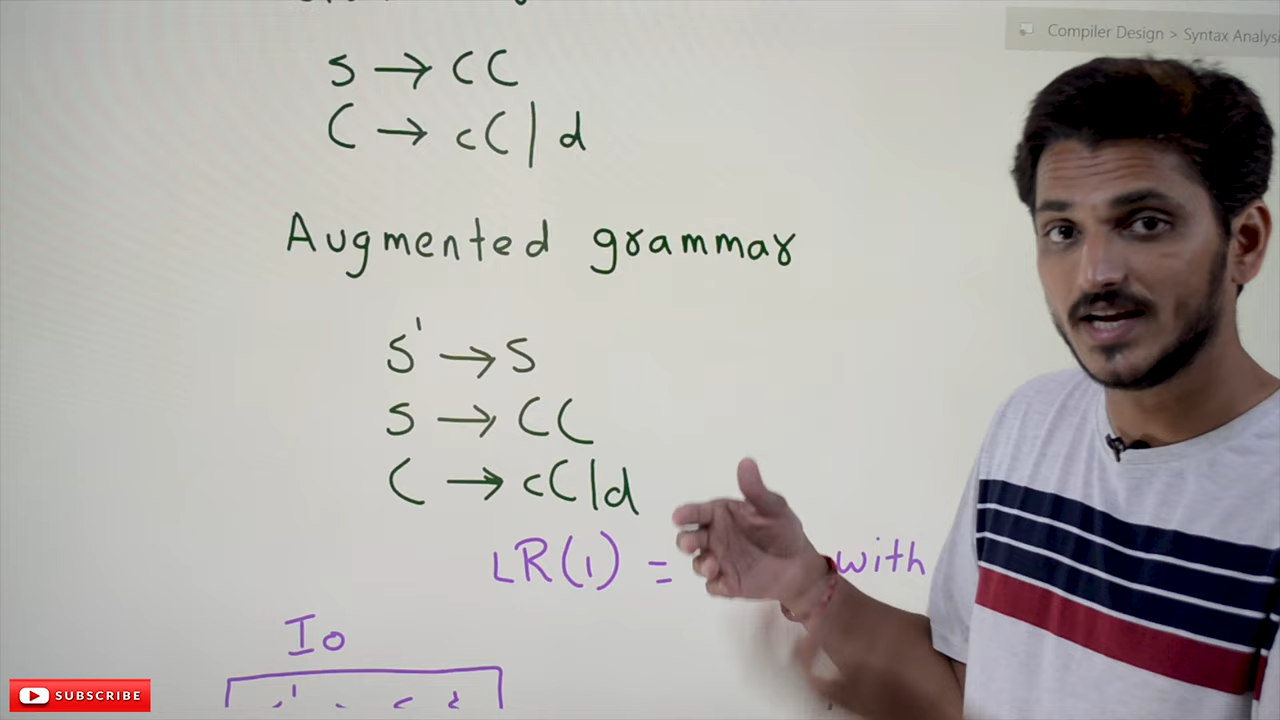 Compiler Design > Syntax Analysi
S → CC
C → cC | d
Augmented grammar
S' → S
S → CC
C → cC | d
LR(1) = with
I0
SUBSCRIBE